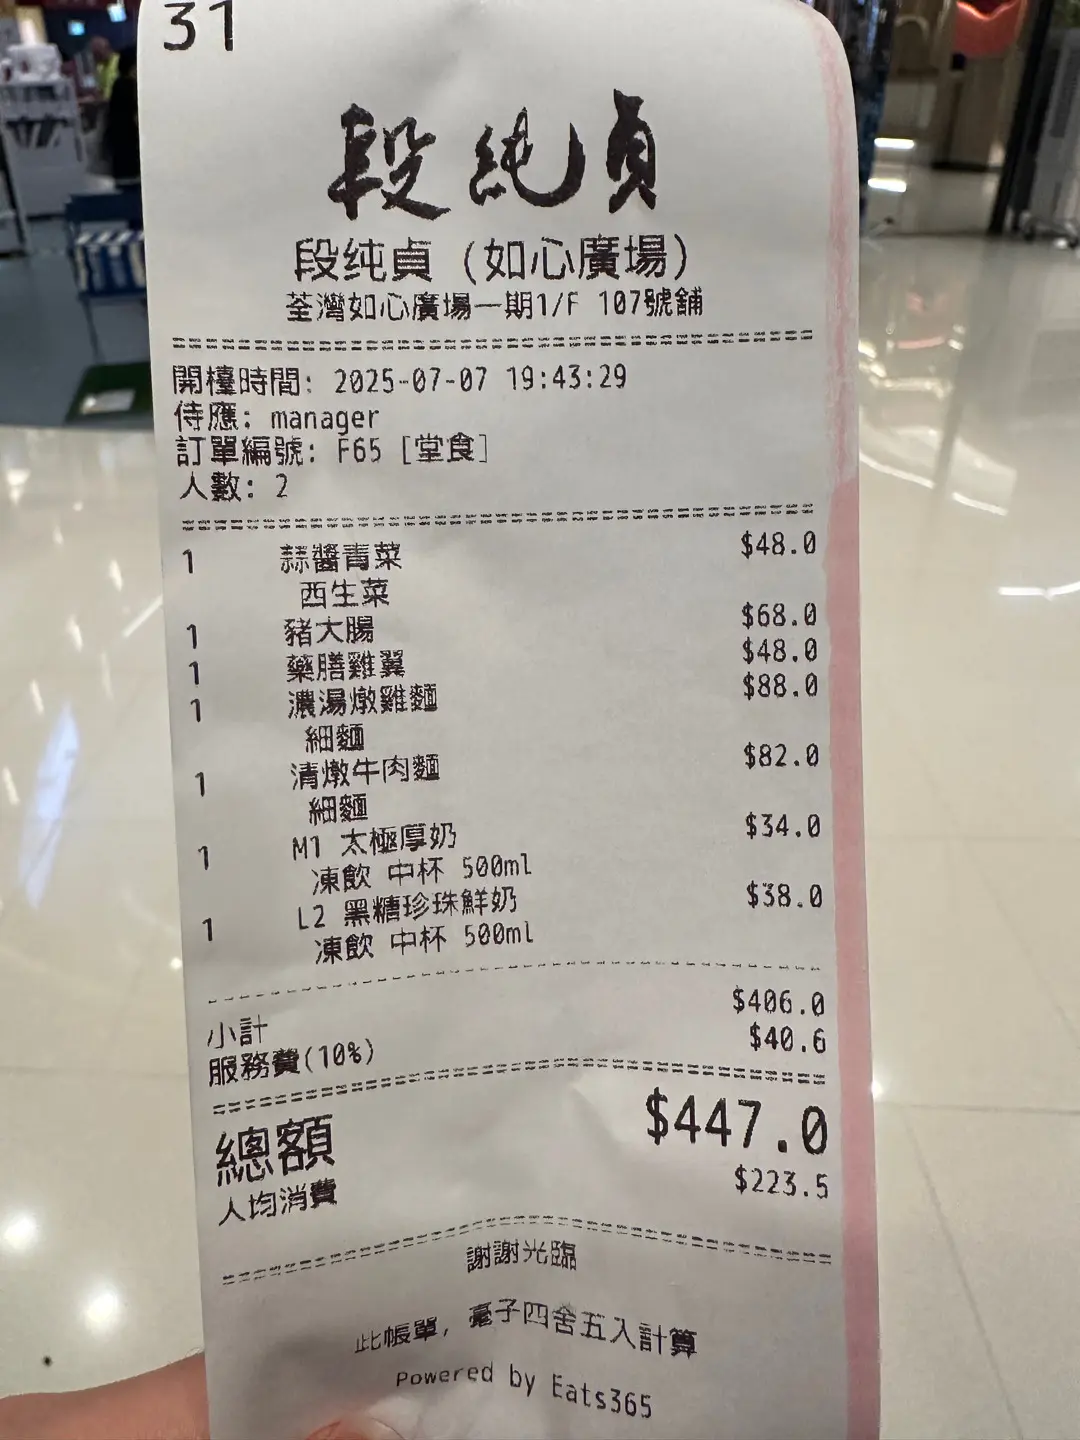 31
段純貞
段纯貞（如心廣場）
荃灣如心廣場一期1/F 107號舖
開檯時間: 2025-07-07 19:43:29
侍應: manager
訂單編號: F65 [堂食]
人數: 2
1 蒜醬青菜 $48.0
西生菜
1 豬大腸 $68.0
1 藥膳雞翼 $48.0
1 濃湯燉雞麵 $88.0
細麵
1 清燉牛肉麵 $82.0
細麵
1 M1 太極厚奶 $34.0
凍飲 中杯 500ml
1 L2 黑糖珍珠鮮奶 $38.0
凍飲 中杯 500ml
小計 $406.0
服務費(10%) $40.6
總額 $447.0
人均消費 $223.5
謝謝光臨
此帳單, 毫子四舍五入計算
Powered by Eats365